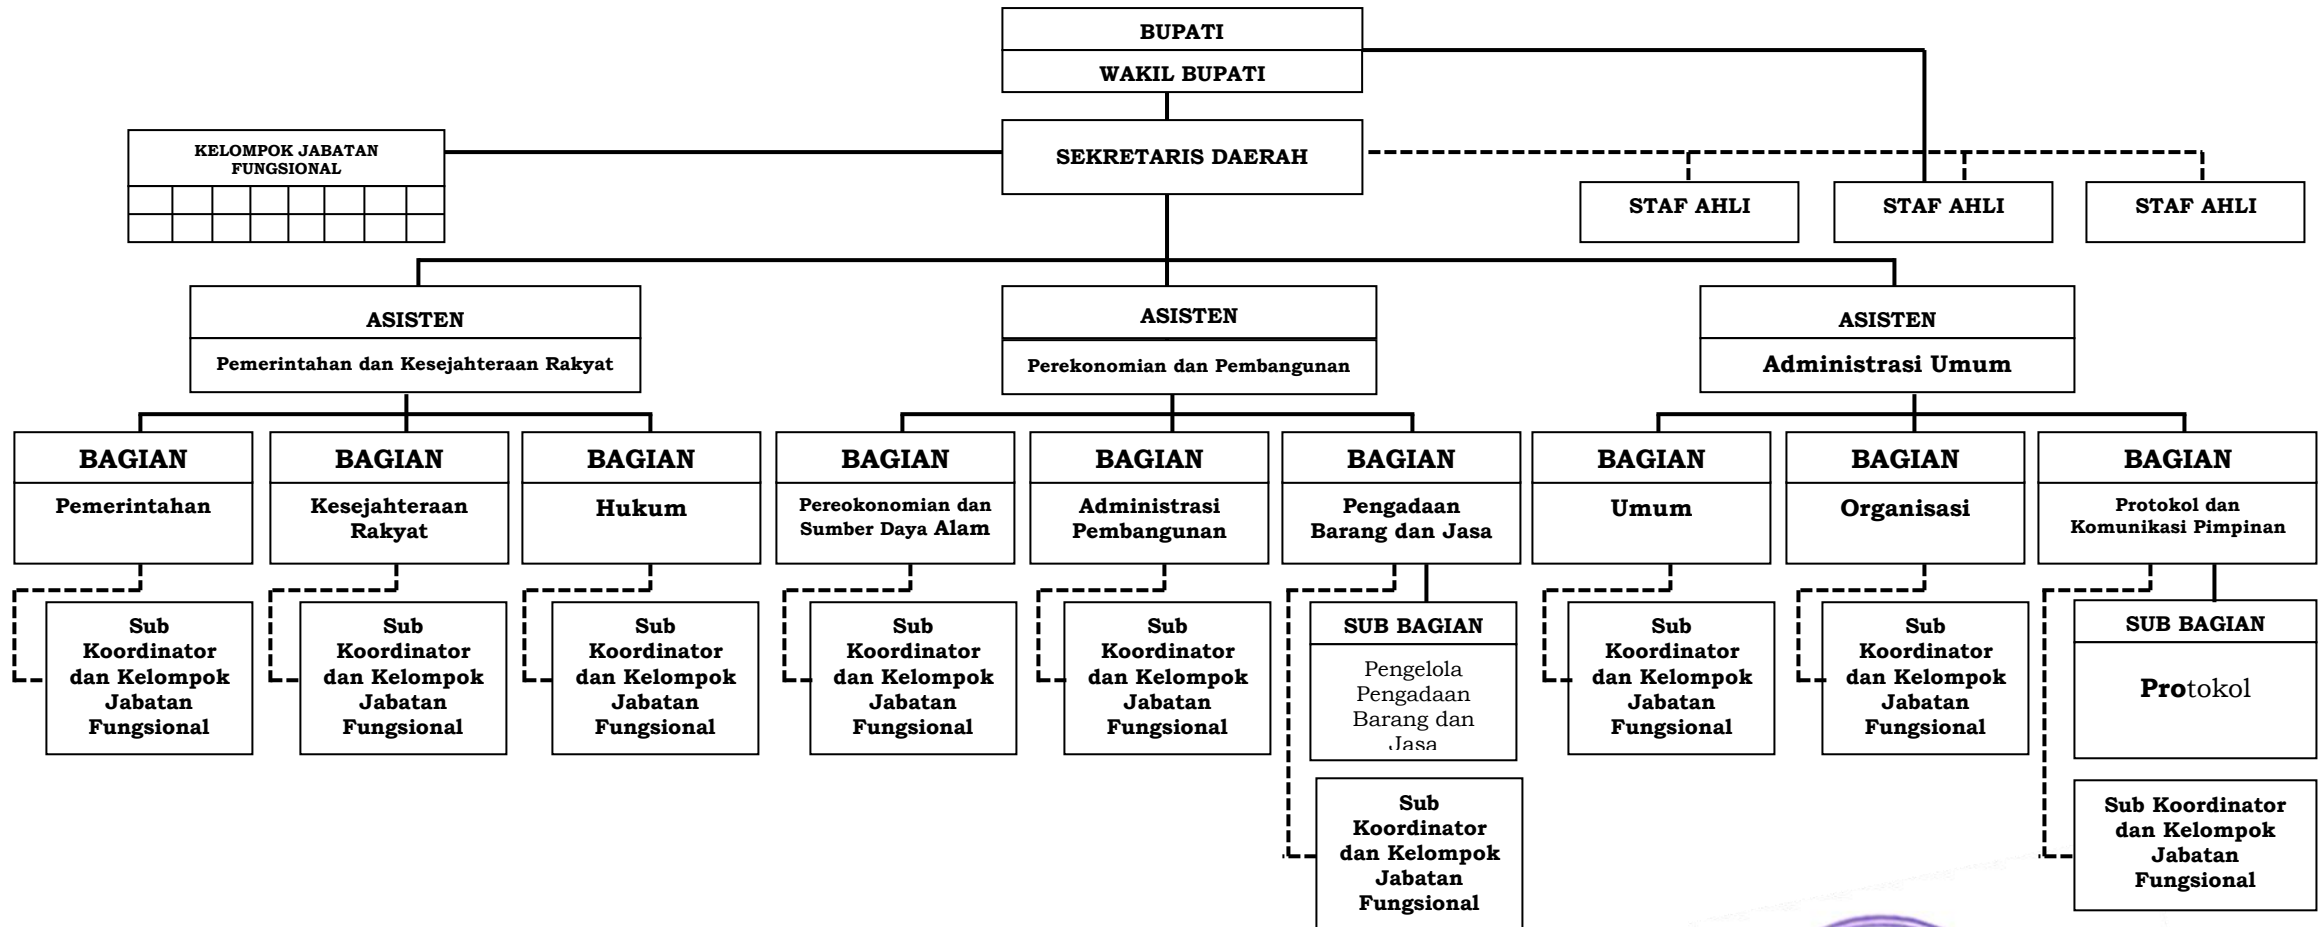 BUPATI
WAKIL BUPATI
SEKRETARIS DAERAH
KELOMPOK JABATAN
FUNGSIONAL
STAF AHLI
STAF AHLI
STAF AHLI
ASISTEN
Pemerintahan dan Kesejahteraan Rakyat
ASISTEN
Perekonomian dan Pembangunan
ASISTEN
Administrasi Umum
BAGIAN
Pemerintahan
BAGIAN
Kesejahteraan
Rakyat
BAGIAN
Hukum
BAGIAN
Pereokonomian dan
Sumber Daya Alam
BAGIAN
Administrasi
Pembangunan
BAGIAN
Pengadaan
Barang dan Jasa
BAGIAN
Umum
BAGIAN
Organisasi
BAGIAN
Protokol dan
Komunikasi Pimpinan
Sub
Koordinator
dan Kelompok
Jabatan
Fungsional
Sub
Koordinator
dan Kelompok
Jabatan
Fungsional
Sub
Koordinator
dan Kelompok
Jabatan
Fungsional
Sub
Koordinator
dan Kelompok
Jabatan
Fungsional
Sub
Koordinator
dan Kelompok
Jabatan
Fungsional
SUB BAGIAN
Pengelola
Pengadaan
Barang dan
Jasa
Sub
Koordinator
dan Kelompok
Jabatan
Fungsional
Sub
Koordinator
dan Kelompok
Jabatan
Fungsional
Sub
Koordinator
dan Kelompok
Jabatan
Fungsional
SUB BAGIAN
Protokol
Sub Koordinator
dan Kelompok
Jabatan
Fungsional